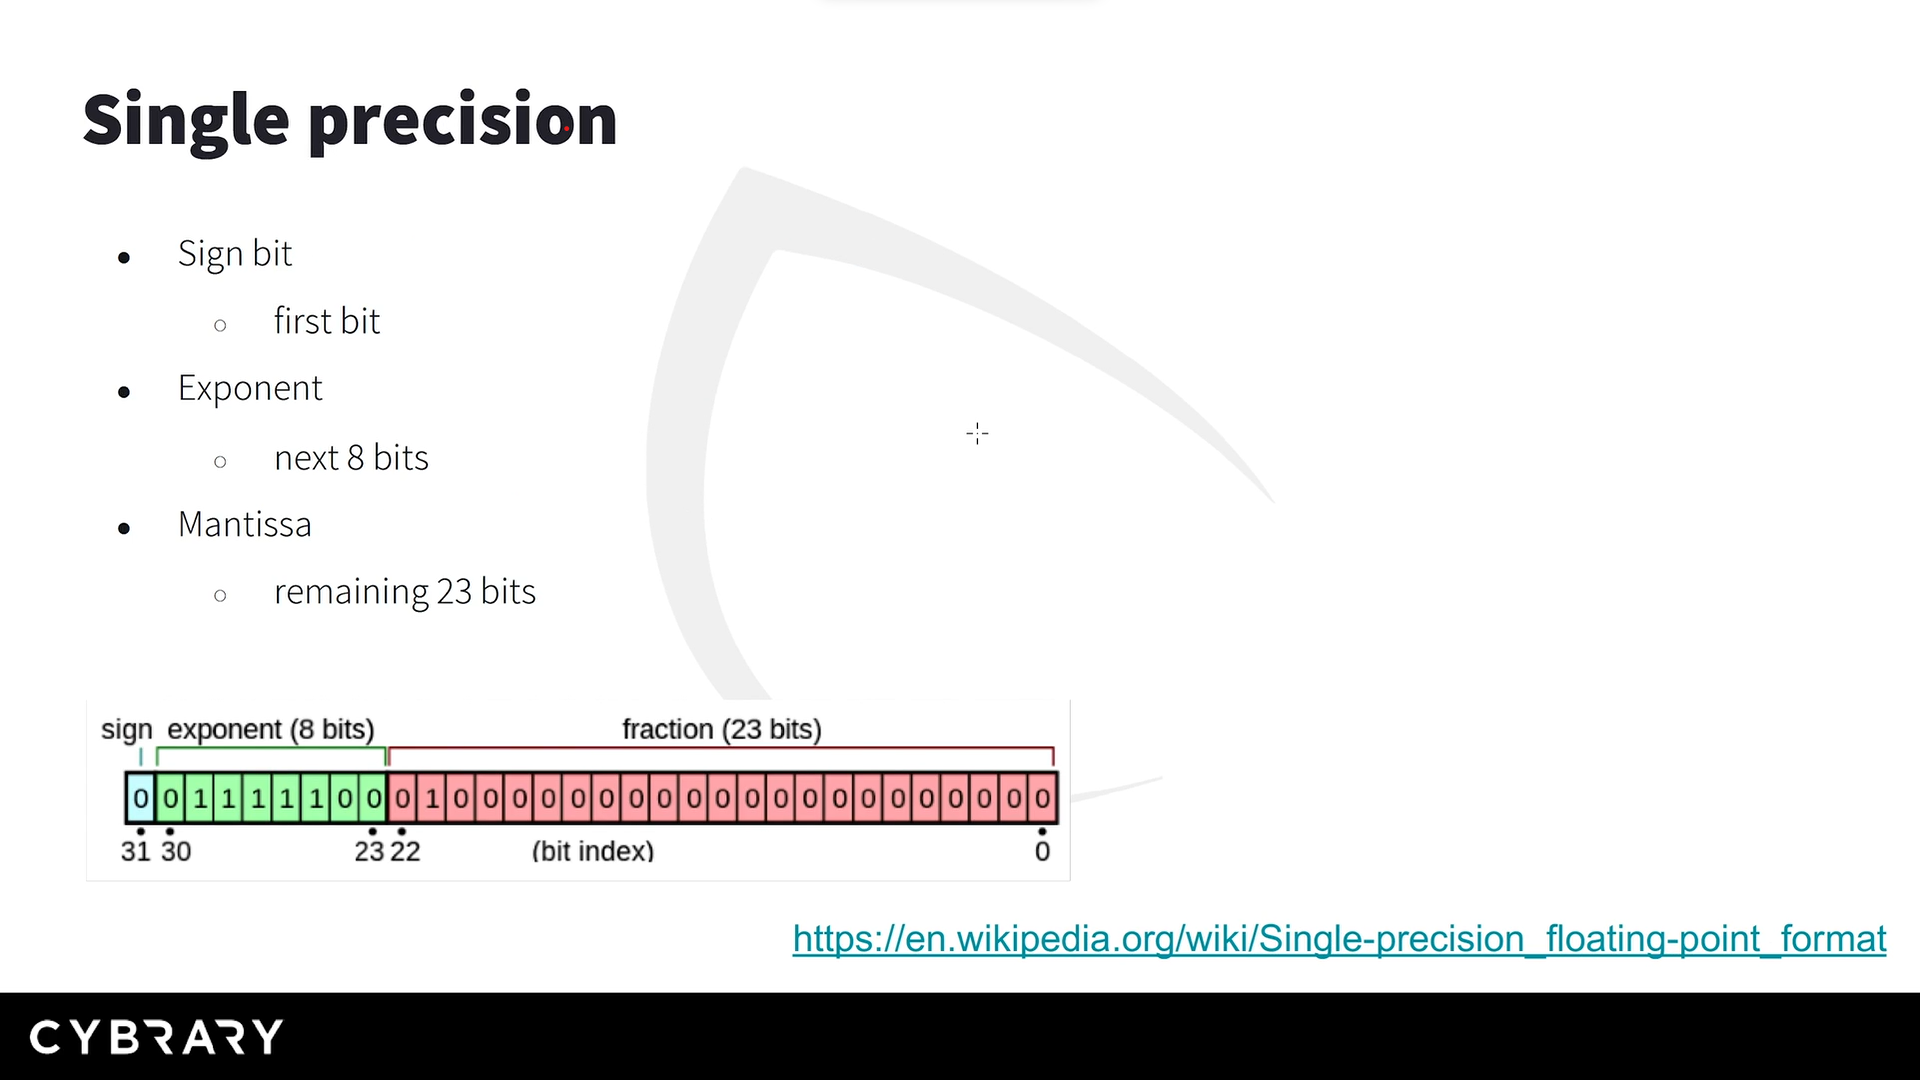 Single precision
● Sign bit
○ first bit
● Exponent
○ next 8 bits
● Mantissa
○ remaining 23 bits
sign exponent (8 bits) fraction (23 bits)
0 0 1 1 1 1 1 0 0 0 1 0 0 0 0 0 0 0 0 0 0 0 0 0 0 0 0 0 0 0 0 0
31 30 23 22 (bit index) 0
https://en.wikipedia.org/wiki/Single-precision_floating-point_format
CYBRARY